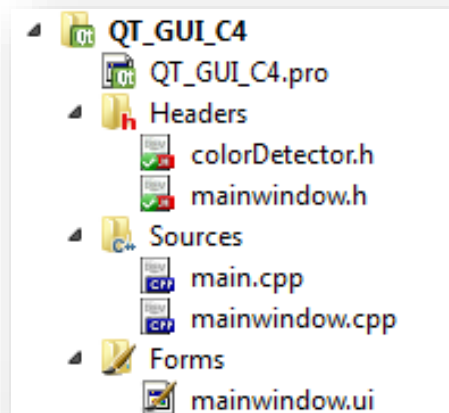 QT_GUI_C4
QT_GUI_C4.pro
Headers
colorDetector.h
mainwindow.h
Sources
main.cpp
mainwindow.cpp
Forms
mainwindow.ui